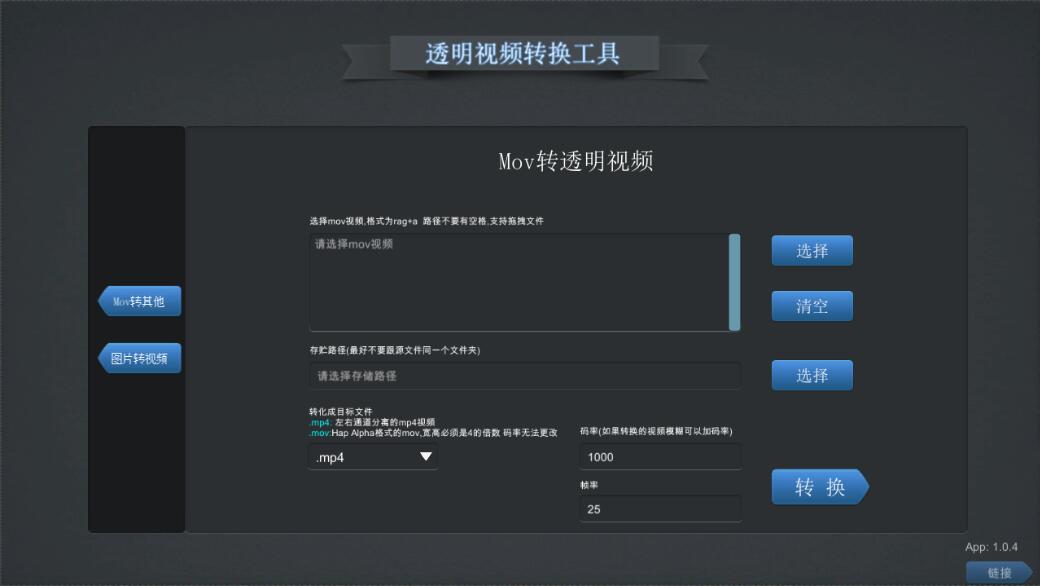 透明视频转换工具
Mov转透明视频
选择mov视频,格式为rag+a 路径不要有空格,支持拖拽文件
请选择mov视频
选择
清空
Mov转其他
图片转视频
存贮路径(最好不要跟源文件同一个文件夹)
请选择存储路径
选择
转化成目标文件
.mp4: 左右通道分离的mp4视频
.mov:Hap Alpha格式的mov,宽高必须是4的倍数 码率无法更改
.mp4
码率(如果转换的视频模糊可以加码率)
1000
帧率
25
转 换
App: 1.0.4
链接